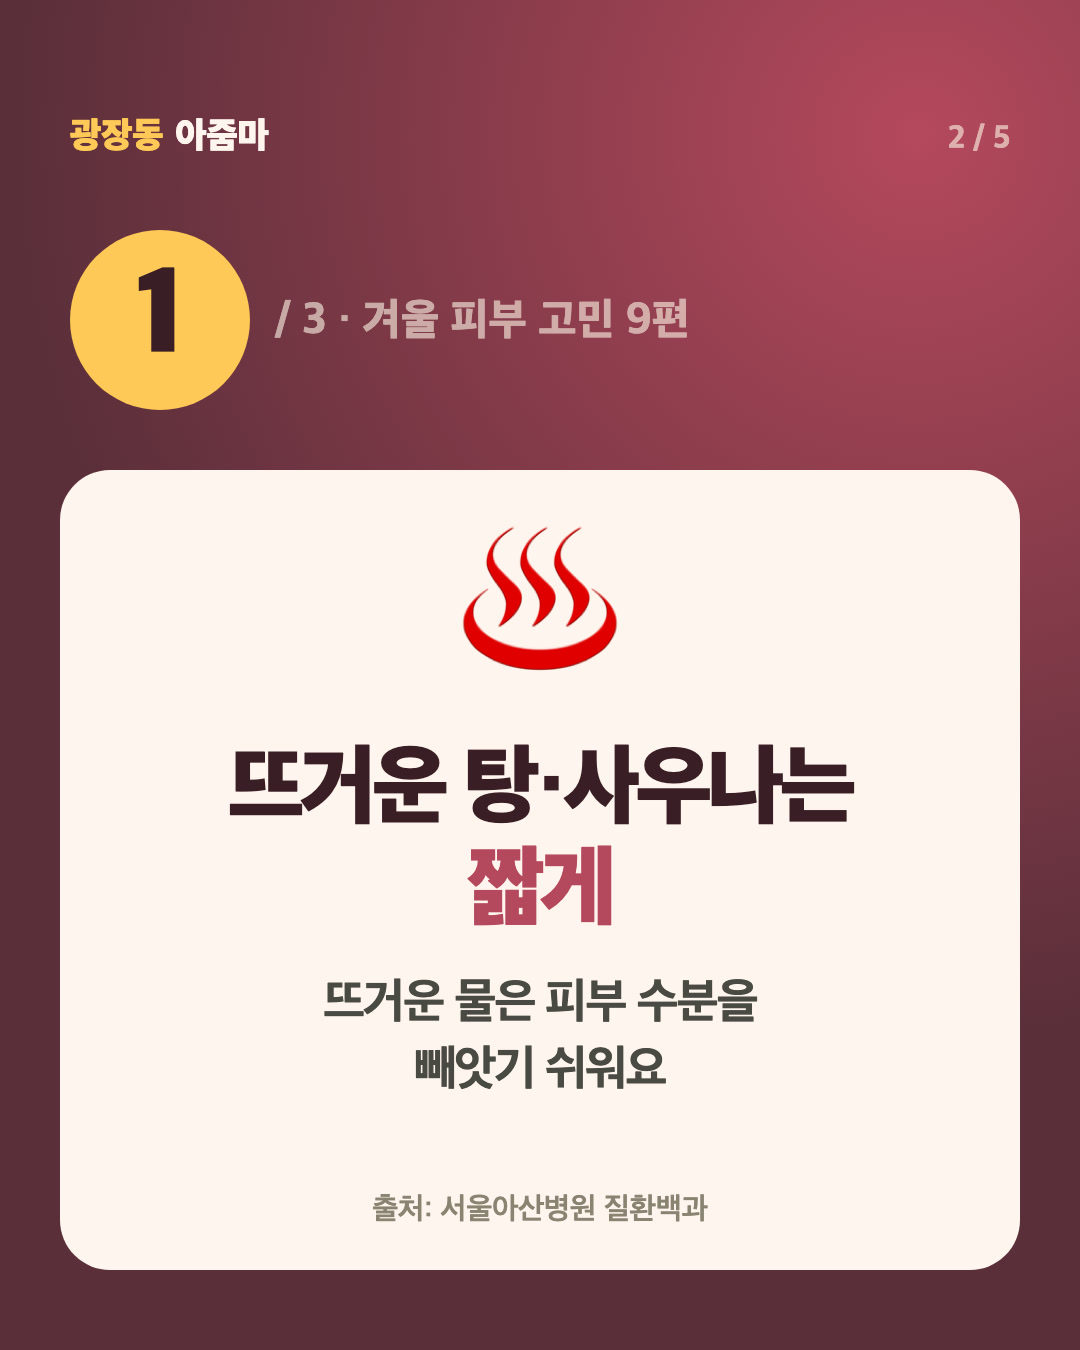 광장동 아줌마
2 / 5
1
/ 3 · 겨울 피부 고민 9편
뜨거운 탕·사우나는
짧게
뜨거운 물은 피부 수분을
빼앗기 쉬워요
출처: 서울아산병원 질환백과